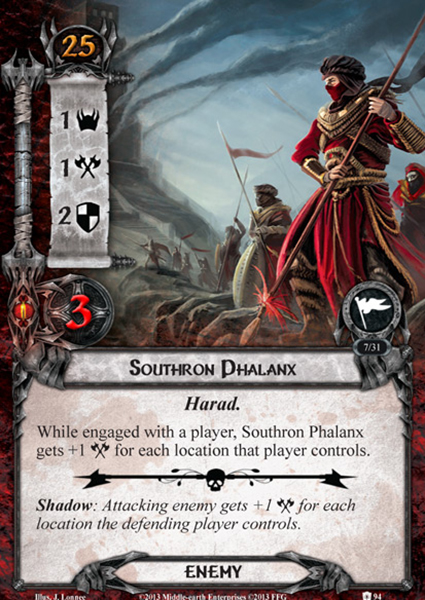 25
1
1
2
3
7/31
Southron Phalanx
Harad.
While engaged with a player, Southron Phalanx
gets +1 for each location that player controls.
Shadow: Attacking enemy gets +1 for each
location the defending player controls.
ENEMY
Illus. J. Lonnee ©2013 Middle-earth Enterprises ©2013 FFG 94